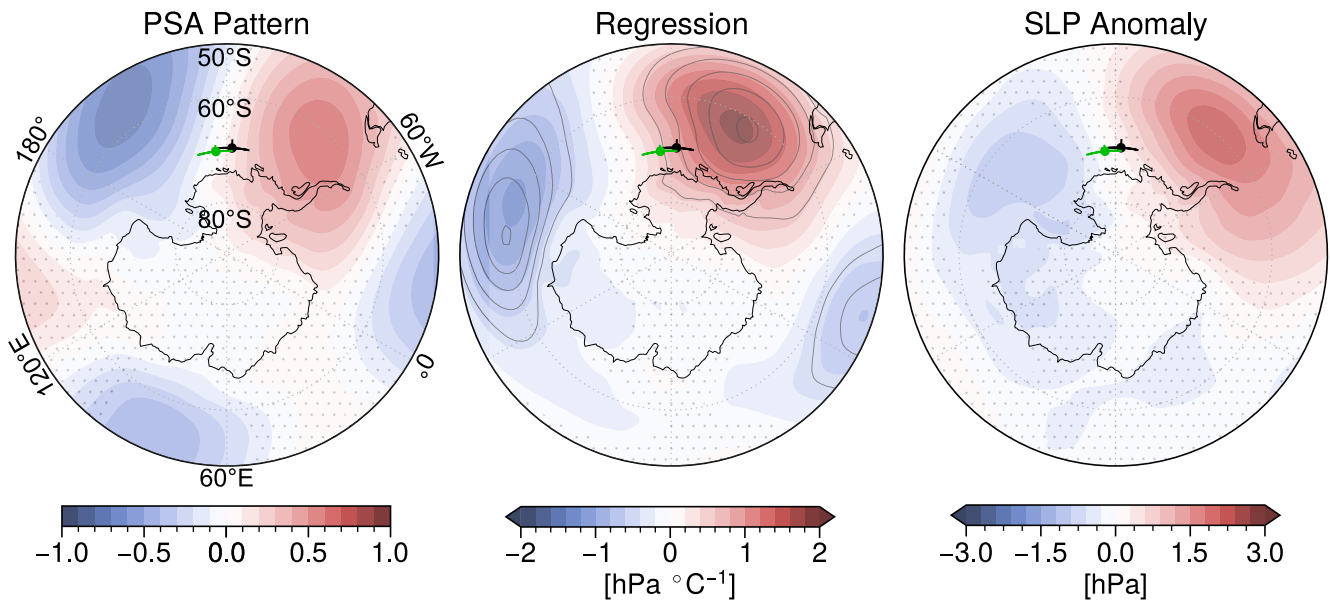 PSA Pattern
Regression
SLP Anomaly
50°S
60°S
80°S
180°
60°W
120°E
0°
60°E
−1.0 −0.5 0.0 0.5 1.0
−2 −1 0 1 2
−3.0 −1.5 0.0 1.5 3.0
[hPa °C⁻¹]
[hPa]